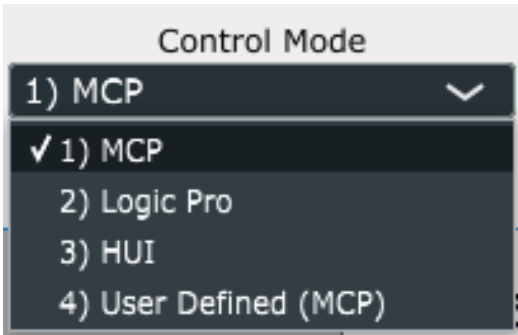 Control Mode
1) MCP
✓ 1) MCP
2) Logic Pro
3) HUI
4) User Defined (MCP)